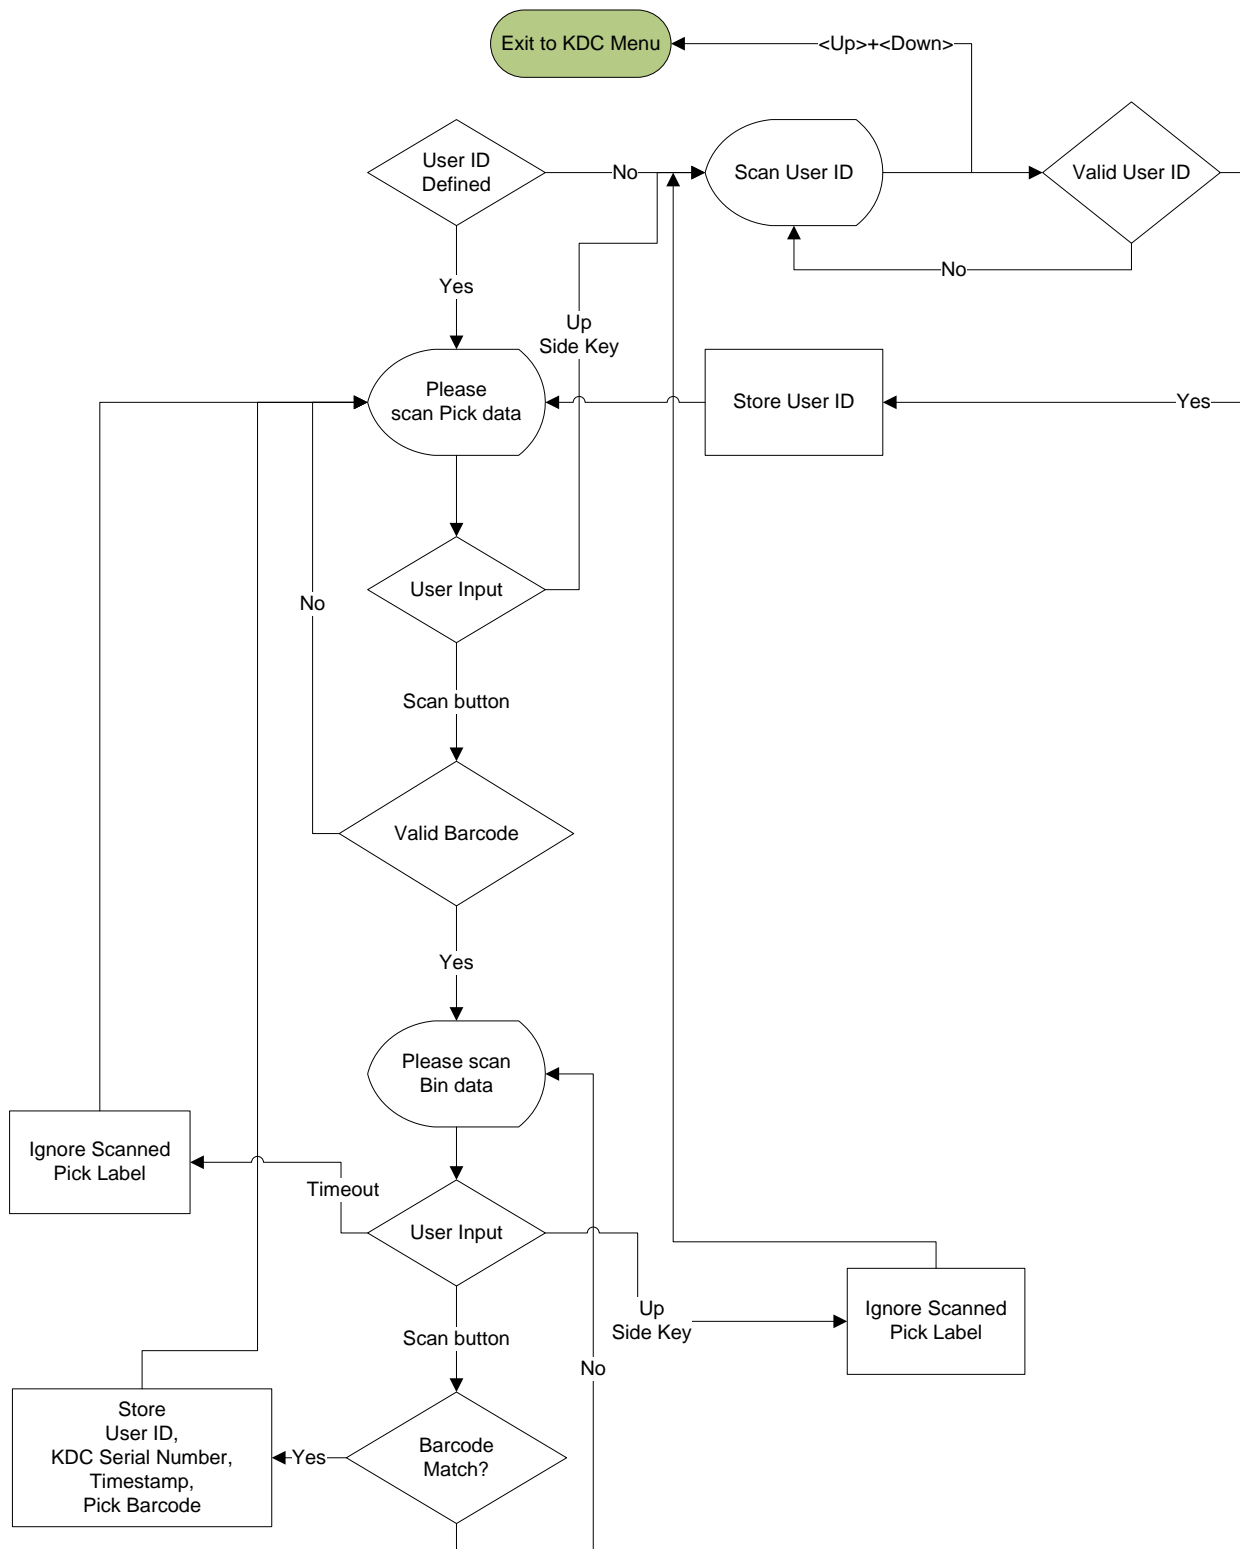 Exit to KDC Menu
<Up>+<Down>
User ID
Defined
No
Scan User ID
Valid User ID
No
Yes
Up
Side Key
Please
scan Pick data
Store User ID
Yes
User Input
No
Scan button
Valid Barcode
Yes
Please scan
Bin data
Ignore Scanned
Pick Label
Timeout
User Input
Up
Side Key
Ignore Scanned
Pick Label
Scan button
No
Store
User ID,
KDC Serial Number,
Timestamp,
Pick Barcode
Yes
Barcode
Match?